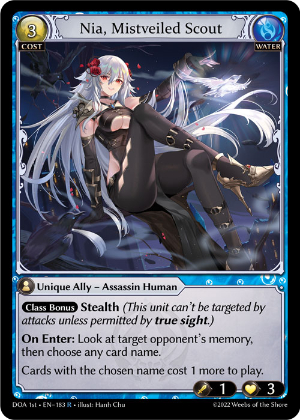 3 Nia, Mistveiled Scout
COST WATER
Unique Ally – Assassin Human
Class Bonus Stealth (This unit can't be targeted by
attacks unless permitted by true sight.)
On Enter: Look at target opponent's memory,
then choose any card name.
Cards with the chosen name cost 1 more to play.
1 3
DOA 1st • EN-183 R • illust: Hanh Chu ©2022 Weebs of the Shore